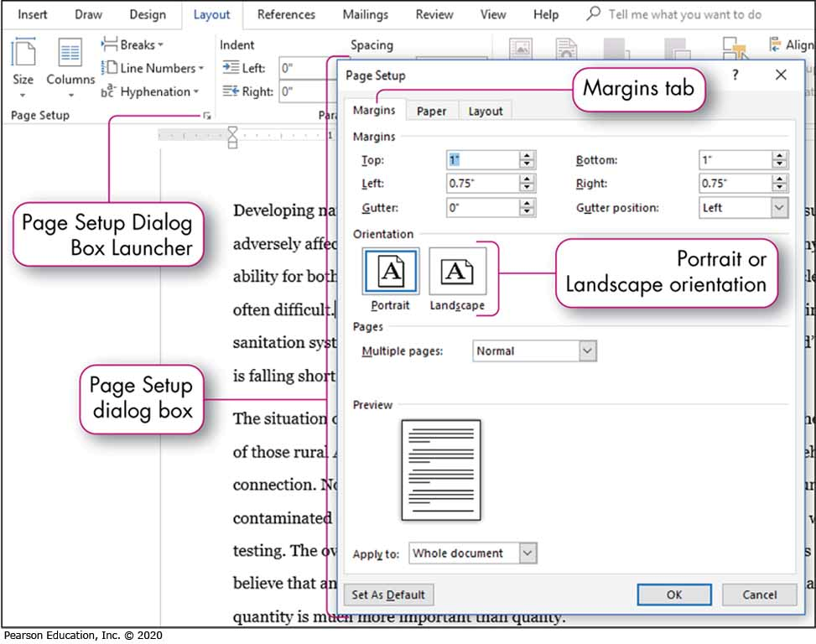 Insert Draw Design Layout References Mailings Review View Help Tell me what you want to do
Breaks Indent Spacing Align
Size Columns Line Numbers Left: 0"
Hyphenation Right: 0"
Page Setup Para
Page Setup ? ×
Margins tab
Margins Paper Layout
Margins
Top: 1" Bottom: 1"
Left: 0.75" Right: 0.75"
Gutter: 0" Gutter position: Left
Orientation
Portrait Landscape
Portrait or
Landscape orientation
Pages
Multiple pages: Normal
Preview
Apply to: Whole document
Set As Default OK Cancel
Page Setup Dialog
Box Launcher
Page Setup
dialog box
Developing na
adversely affec
ability for both
often difficult.
sanitation syst
is falling short
The situation
of those rural
connection. No
contaminated
testing. The ov
believe that an
quantity is much more important than quality.
Pearson Education, Inc. © 2020